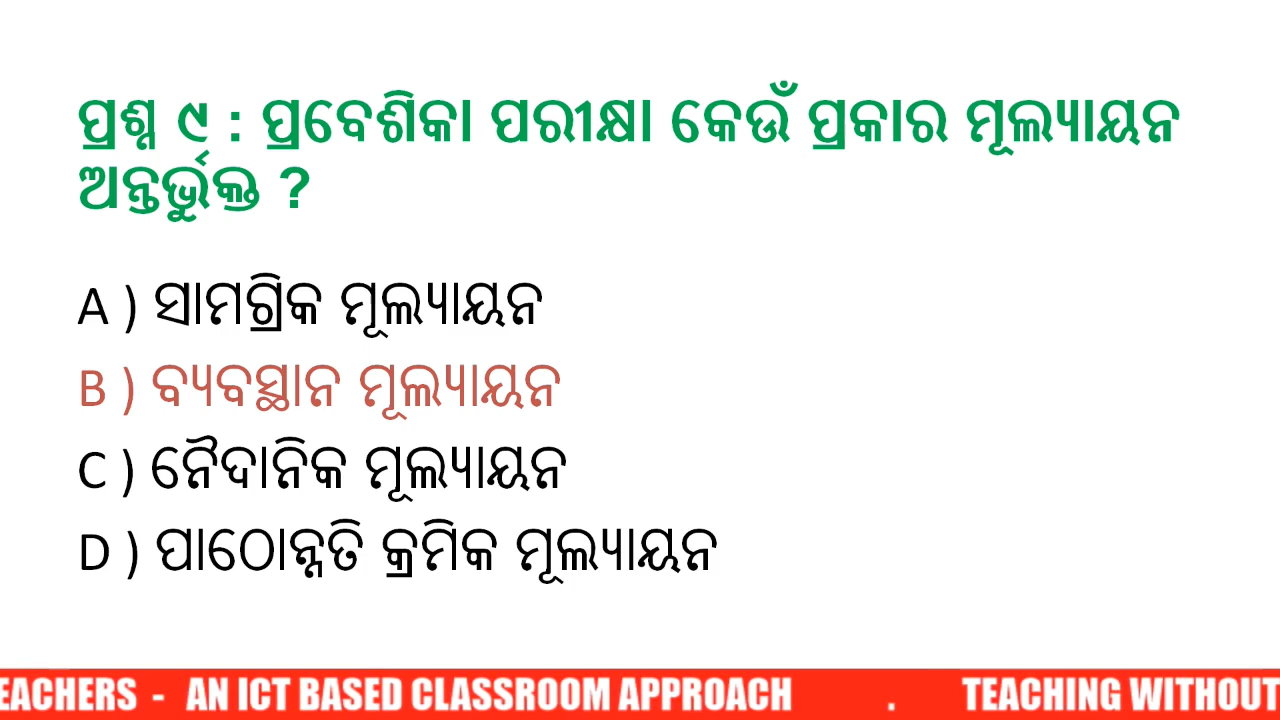 ପ୍ରଶ୍ନ ୯ : ପ୍ରବେଶିକା ପରୀକ୍ଷା କେଉଁ ପ୍ରକାର ମୂଲ୍ୟାୟନ
ଅନ୍ତର୍ଭୁକ୍ତ ?
A ) ସାମଗ୍ରିକ ମୂଲ୍ୟାୟନ
B ) ବ୍ୟବସ୍ଥାନ ମୂଲ୍ୟାୟନ
C ) ନୈଦାନିକ ମୂଲ୍ୟାୟନ
D ) ପାଠୋନ୍ନତି କ୍ରମିକ ମୂଲ୍ୟାୟନ
EACHERS - AN ICT BASED CLASSROOM APPROACH . TEACHING WITHOUT